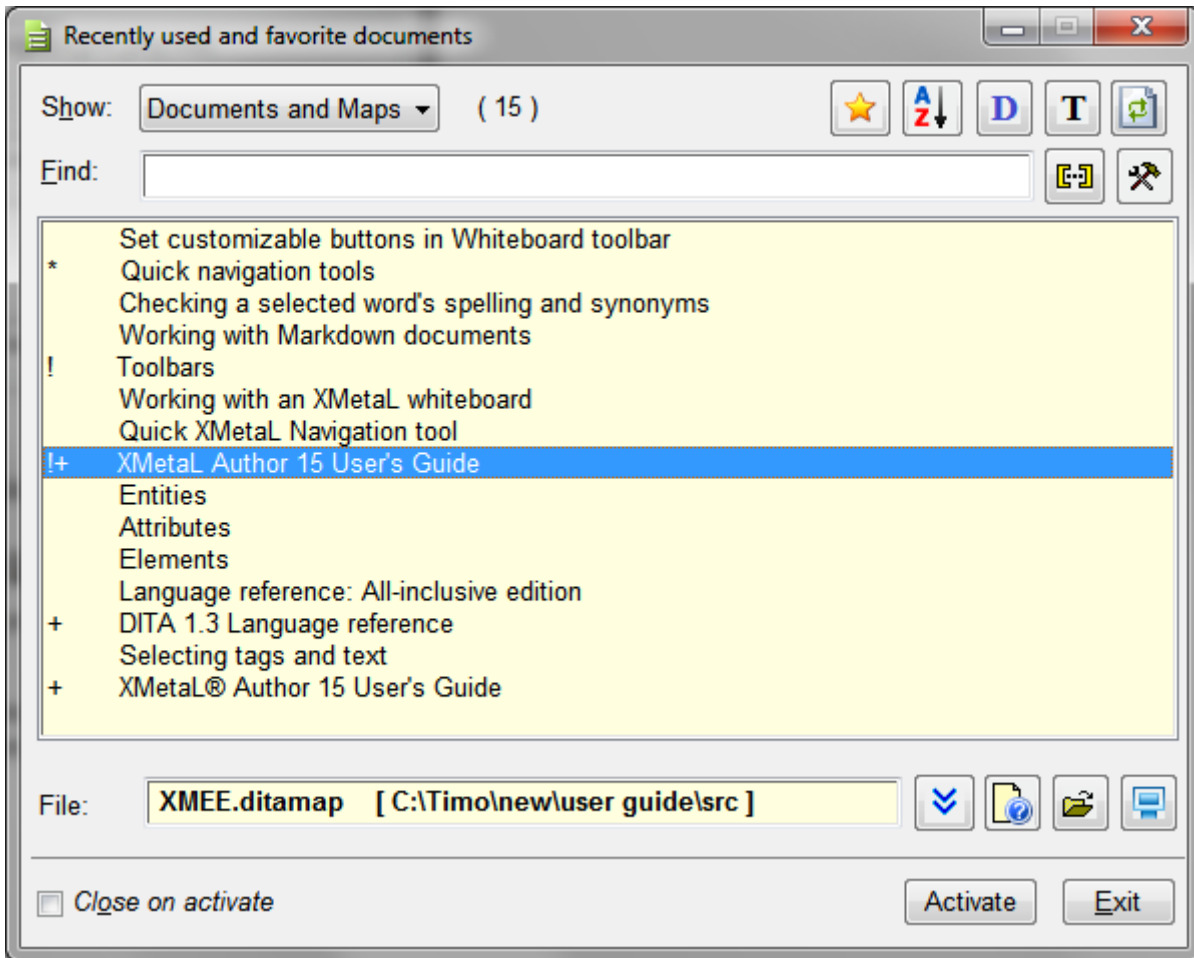 Recently used and favorite documents
Show: Documents and Maps ( 15 ) A Z D T
Find:
Set customizable buttons in Whiteboard toolbar
* Quick navigation tools
Checking a selected word's spelling and synonyms
Working with Markdown documents
! Toolbars
Working with an XMetaL whiteboard
Quick XMetaL Navigation tool
!+ XMetaL Author 15 User's Guide
Entities
Attributes
Elements
Language reference: All-inclusive edition
+ DITA 1.3 Language reference
Selecting tags and text
+ XMetaL® Author 15 User's Guide
File: XMEE.ditamap [ C:\Timo\new\user guide\src ]
Close on activate Activate Exit